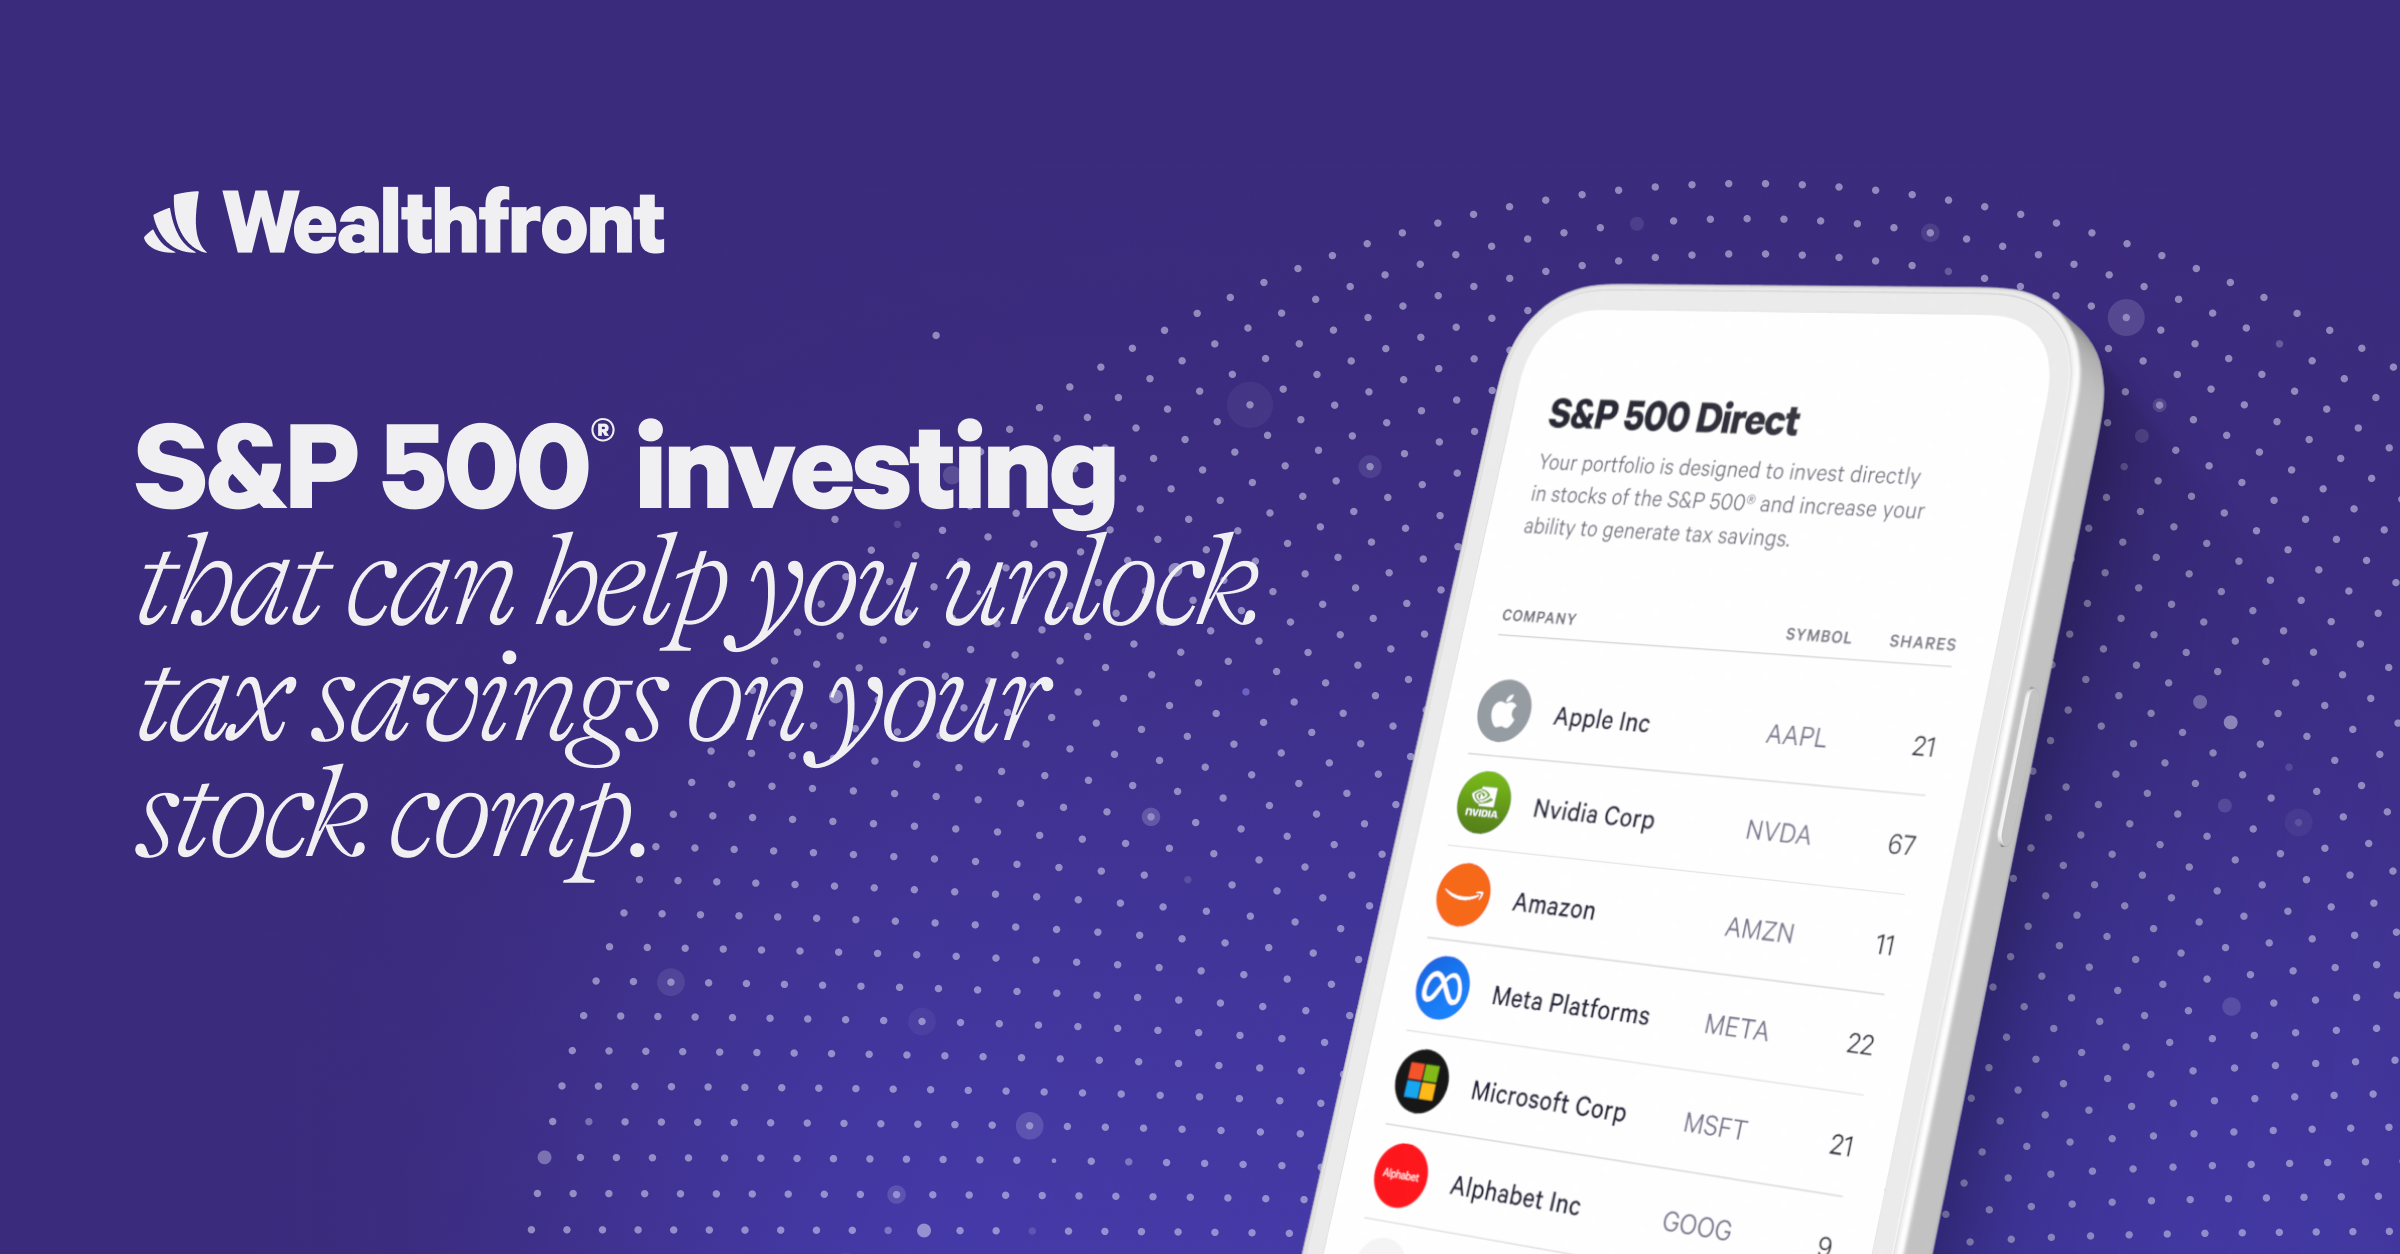 Wealthfront
S&P 500® investing
that can help you unlock
tax savings on your
stock comp.
S&P 500 Direct
Your portfolio is designed to invest directly
in stocks of the S&P 500® and increase your
ability to generate tax savings.
COMPANY SYMBOL SHARES
Apple Inc AAPL 21
NVIDIA Nvidia Corp NVDA 67
Amazon AMZN 11
Meta Platforms META 22
Microsoft Corp MSFT 21
Alphabet Alphabet Inc GOOG 9